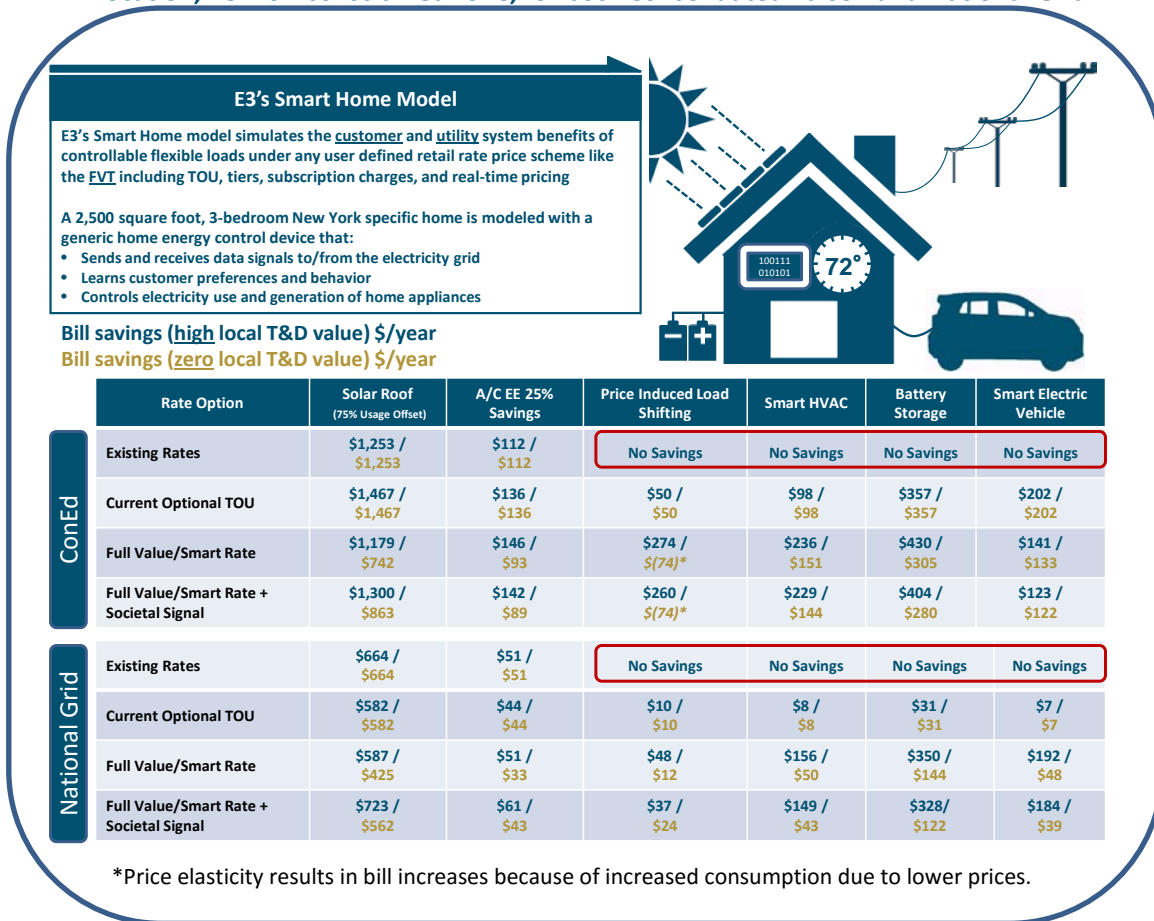 E3's Smart Home Model
E3's Smart Home model simulates the customer and utility system benefits of
controllable flexible loads under any user defined retail rate price scheme like
the FVT including TOU, tiers, subscription charges, and real-time pricing
A 2,500 square foot, 3-bedroom New York specific home is modeled with a
generic home energy control device that:
• Sends and receives data signals to/from the electricity grid
• Learns customer preferences and behavior
• Controls electricity use and generation of home appliances
100111
010101
72°
Bill savings (high local T&D value) $/year
Bill savings (zero local T&D value) $/year
Rate Option Solar Roof (75% Usage Offset) A/C EE 25% Savings Price Induced Load Shifting Smart HVAC Battery Storage Smart Electric Vehicle
ConEd
Existing Rates $1,253 / $1,253 $112 / $112 No Savings No Savings No Savings No Savings
Current Optional TOU $1,467 / $1,467 $136 / $136 $50 / $50 $98 / $98 $357 / $357 $202 / $202
Full Value/Smart Rate $1,179 / $742 $146 / $93 $274 / $(74)* $236 / $151 $430 / $305 $141 / $133
Full Value/Smart Rate + Societal Signal $1,300 / $863 $142 / $89 $260 / $(74)* $229 / $144 $404 / $280 $123 / $122
National Grid
Existing Rates $664 / $664 $51 / $51 No Savings No Savings No Savings No Savings
Current Optional TOU $582 / $582 $44 / $44 $10 / $10 $8 / $8 $31 / $31 $7 / $7
Full Value/Smart Rate $587 / $425 $51 / $33 $48 / $12 $156 / $50 $350 / $144 $192 / $48
Full Value/Smart Rate + Societal Signal $723 / $562 $61 / $43 $37 / $24 $149 / $43 $328/ $122 $184 / $39
*Price elasticity results in bill increases because of increased consumption due to lower prices.